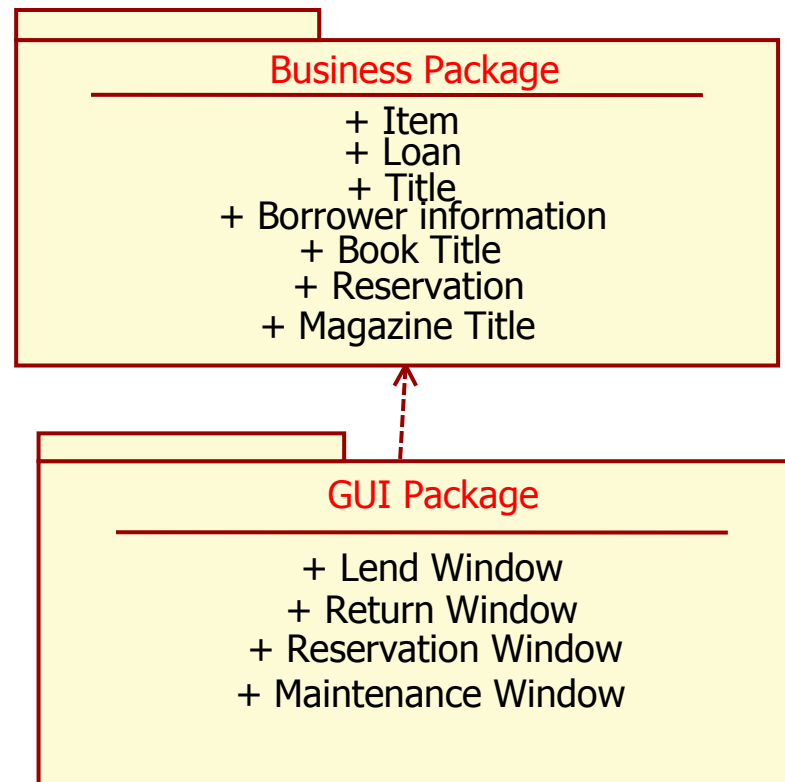 Business Package
+ Item
+ Loan
+ Title
+ Borrower information
+ Book Title
+ Reservation
+ Magazine Title
GUI Package
+ Lend Window
+ Return Window
+ Reservation Window
+ Maintenance Window